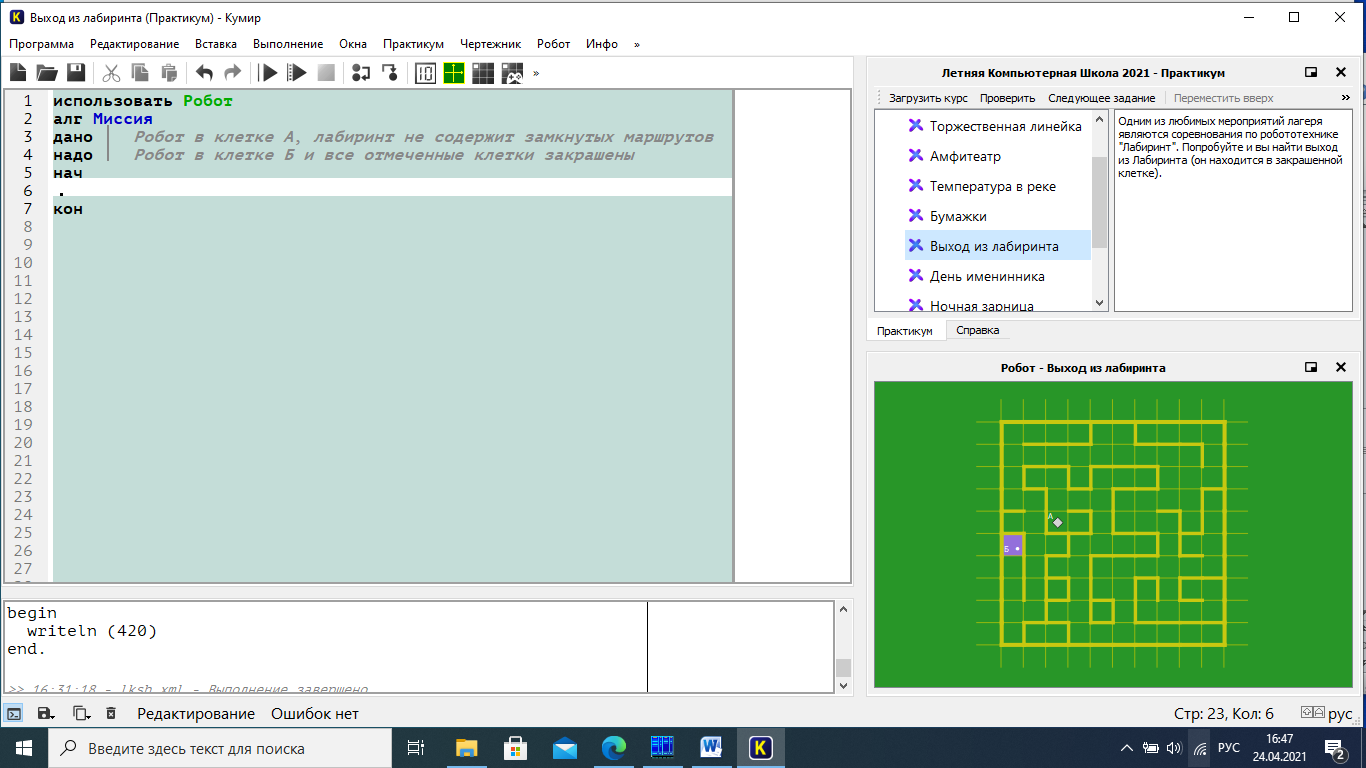 Выход из лабиринта (Практикум) - Кумир
Программа Редактирование Вставка Выполнение Окна Практикум Чертежник Робот Инфо »
»
1 использовать Робот
2 алг Миссия
3 дано Робот в клетке А, лабиринт не содержит замкнутых маршрутов
4 надо Робот в клетке Б и все отмеченные клетки закрашены
5 нач
6 .
7 кон
8
9
10
11
12
13
14
15
16
17
18
19
20
21
22
23
24
25
26
27
begin
writeln (420)
end.
>> 16:31:18 - lksh.xml - Выполнение завершено
Летняя Компьютерная Школа 2021 - Практикум
Загрузить курс Проверить Следующее задание Переместить вверх »
Торжественная линейка
Амфитеатр
Температура в реке
Бумажки
Выход из лабиринта
День именинника
Ночная зарница
Одним из любимых мероприятий лагеря
являются соревнования по робототехнике
"Лабиринт". Попробуйте и вы найти выход
из Лабиринта (он находится в закрашенной
клетке).
Практикум Справка
Робот - Выход из лабиринта
А
Б
Редактирование Ошибок нет
Стр: 23, Кол: 6 рус
Введите здесь текст для поиска
РУС
16:47
24.04.2021
2